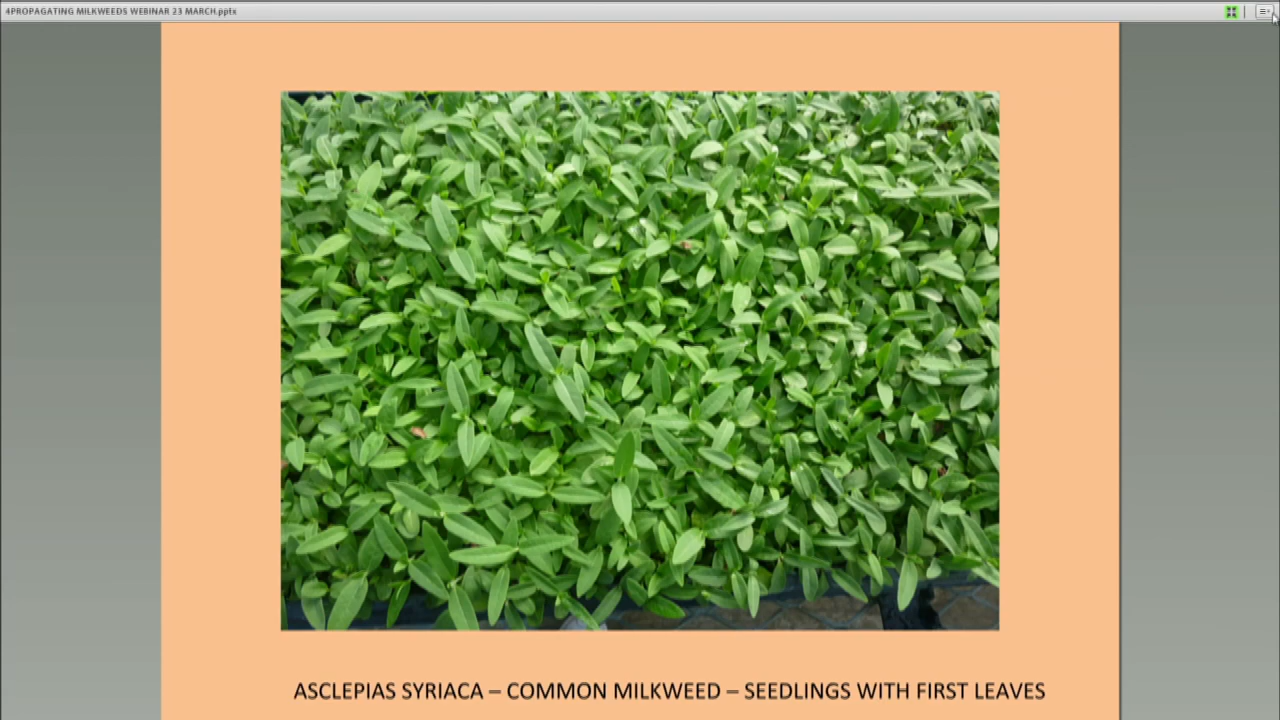 4PROPAGATING MILKWEEDS WEBINAR 23 MARCH.pptx
ASCLEPIAS SYRIACA – COMMON MILKWEED – SEEDLINGS WITH FIRST LEAVES